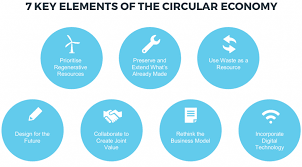 7 KEY ELEMENTS OF THE CIRCULAR ECONOMY
Prioritise
Regenerative
Resources
Preserve and
Extend What's
Already Made
Use Waste as a
Resource
Design for the
Future
Collaborate to
Create Joint
Value
Rethink the
Business Model
Incorporate
Digital
Technology